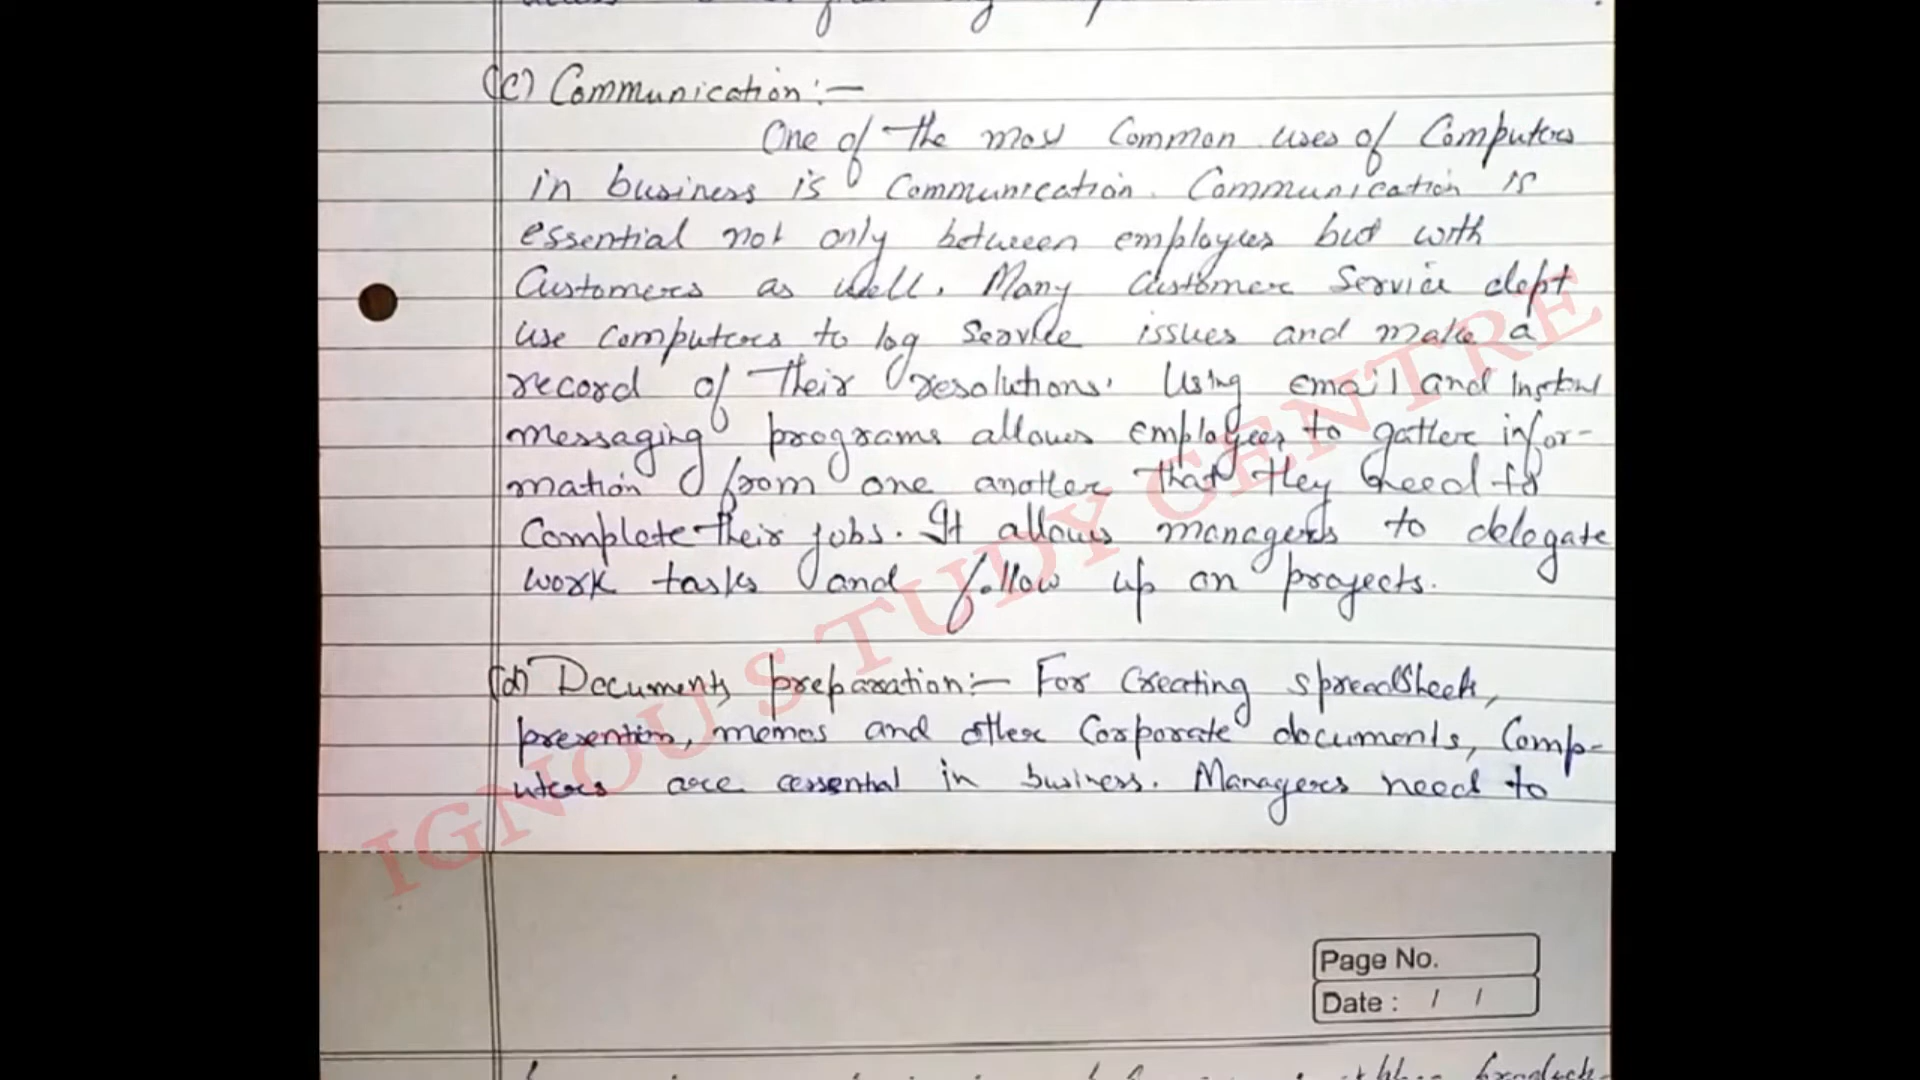 (c) Communication :-
One of the most Common uses of Computers
in business is Communication. Communication is
essential not only between employees but with
Customers as well. Many Customer Service dept
use computers to log Service issues and make a
record of their resolutions. Using email and Instant
messaging programs allows employees to gather infor-
mation from one another that they need to
Complete their jobs. It allows managers to delegate
work tasks and follow up on projects.
(d) Documents preparation:- For Creating spreadsheets,
presention, memos and other Corporate documents, Comp-
uters are essential in business. Managers need to
IGNOU STUDY CENTRE
Page No.
Date : / /